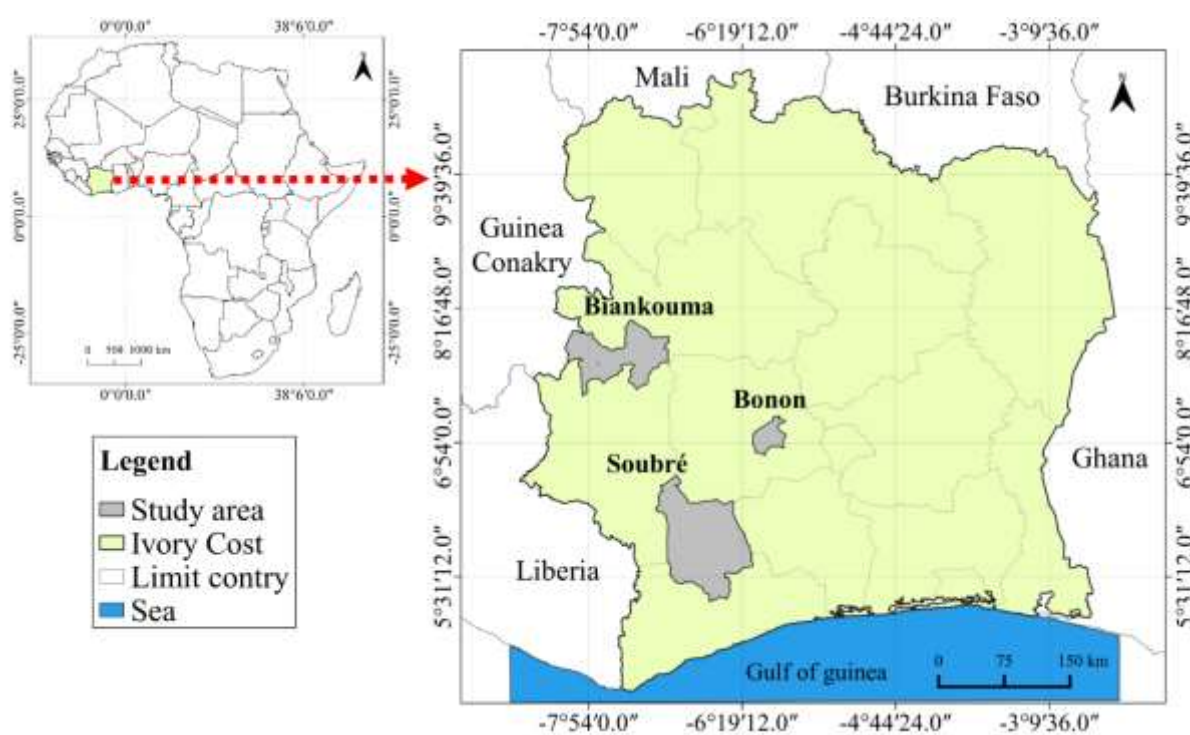 0°0'0.0" 38°6'0.0"
25°0'0.0"
0°0'0.0"
-25°0'0.0"
N
25°0'0.0"
0°0'0.0"
-25°0'0.0"
0 500 1000 km
0°0'0.0" 38°6'0.0"
Legend
Study area
Ivory Cost
Limit contry
Sea
-7°54'0.0" -6°19'12.0" -4°44'24.0" -3°9'36.0"
Mali
Burkina Faso
N
9°39'36.0"
8°16'48.0"
6°54'0.0"
5°31'12.0"
Guinea
Conakry
Biankouma
Bonon
Soubré
Ghana
Liberia
Gulf of guinea
0 75 150 km
9°39'36.0"
8°16'48.0"
6°54'0.0"
5°31'12.0"
-7°54'0.0" -6°19'12.0" -4°44'24.0" -3°9'36.0"